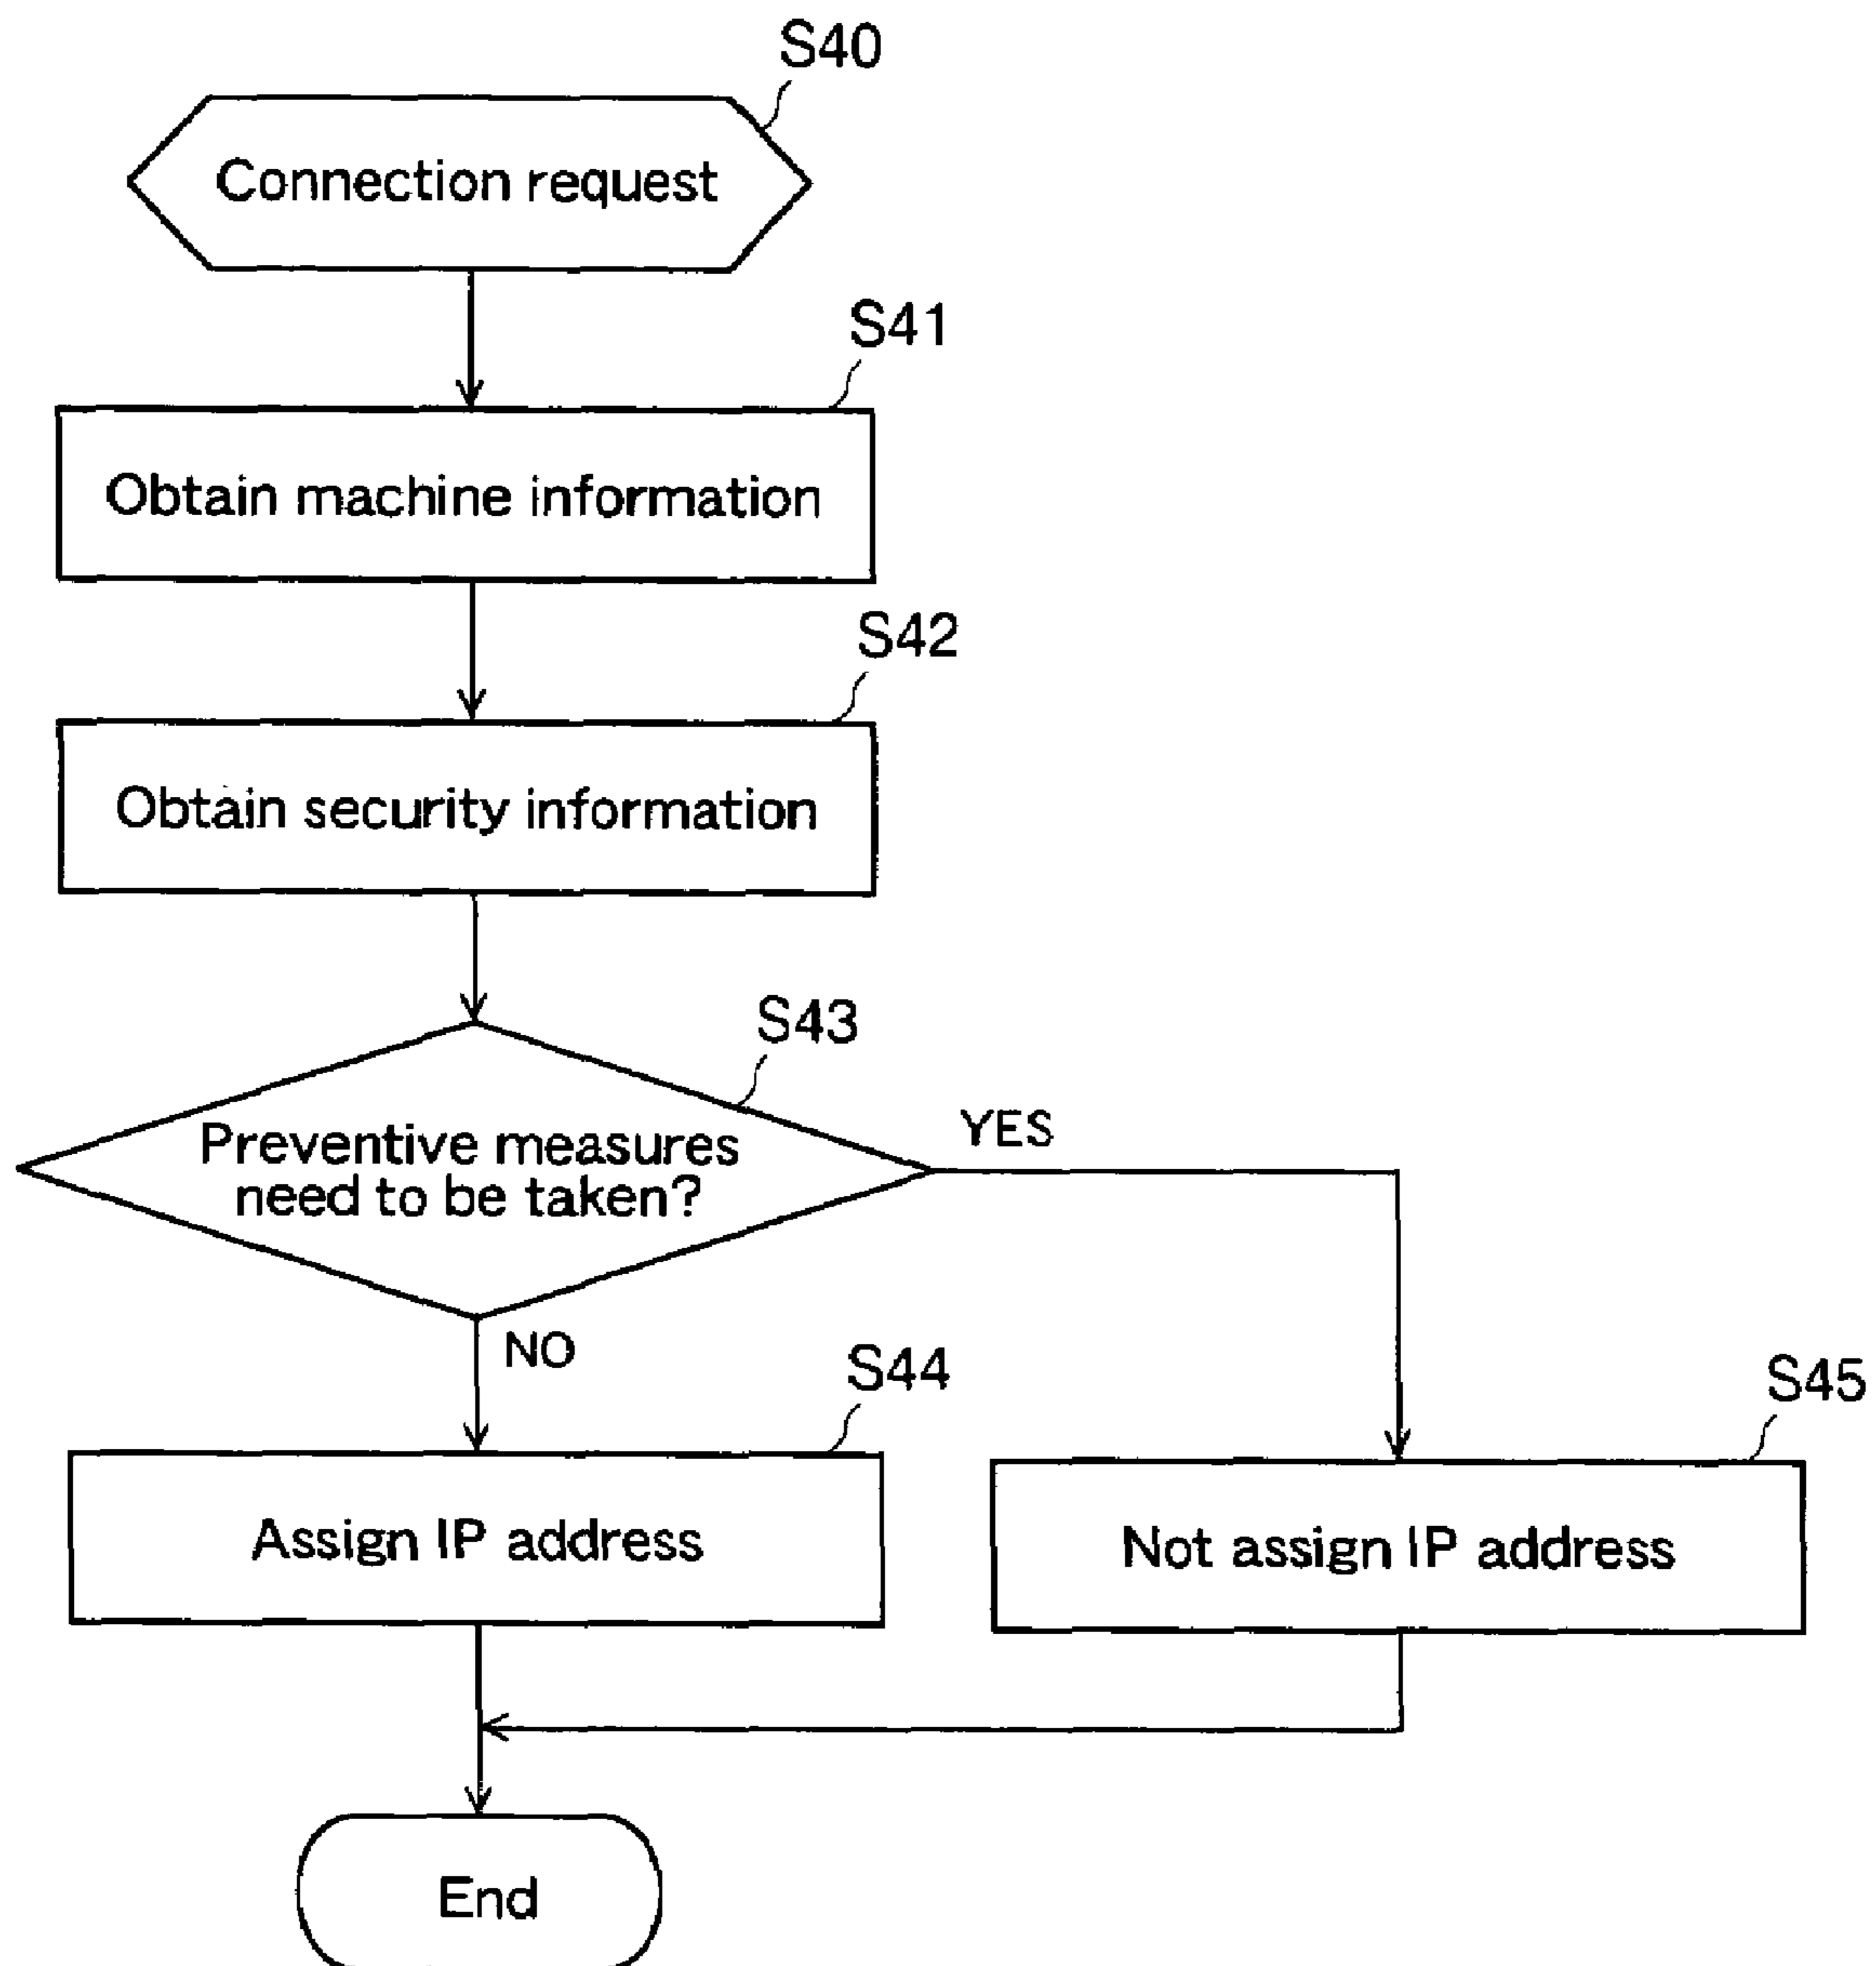 S40
Connection request
S41
Obtain machine information
S42
Obtain security information
S43
Preventive measures
need to be taken?
YES
NO
S44
Assign IP address
S45
Not assign IP address
End